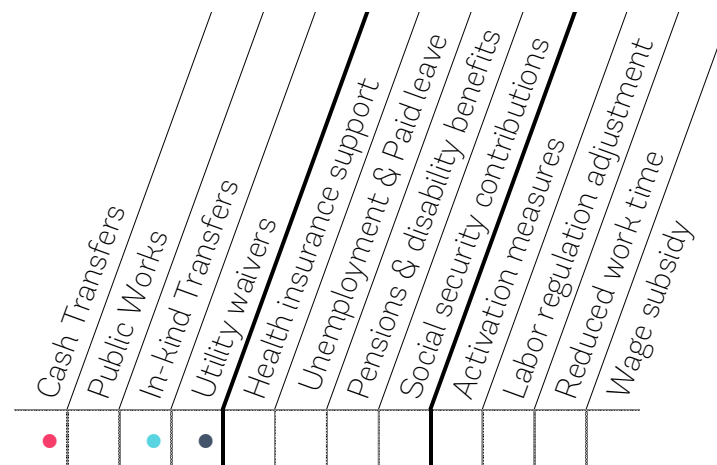 Cash Transfers
Public Works
In-kind Transfers
Utility waivers
Health insurance support
Unemployment & Paid leave
Pensions & disability benefits
Social security contributions
Activation measures
Labor regulation adjustment
Reduced work time
Wage subsidy